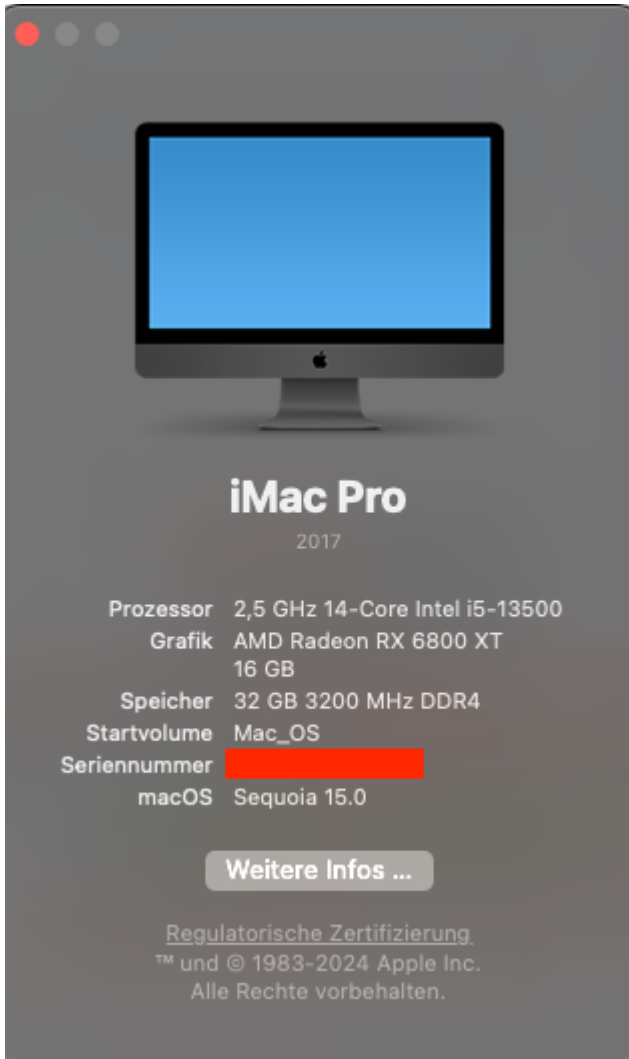 iMac Pro
2017
Prozessor 2,5 GHz 14-Core Intel i5-13500
Grafik AMD Radeon RX 6800 XT
16 GB
Speicher 32 GB 3200 MHz DDR4
Startvolume Mac_OS
Seriennummer
macOS Sequoia 15.0
Weitere Infos ...
Regulatorische Zertifizierung
™ und © 1983-2024 Apple Inc.
Alle Rechte vorbehalten.